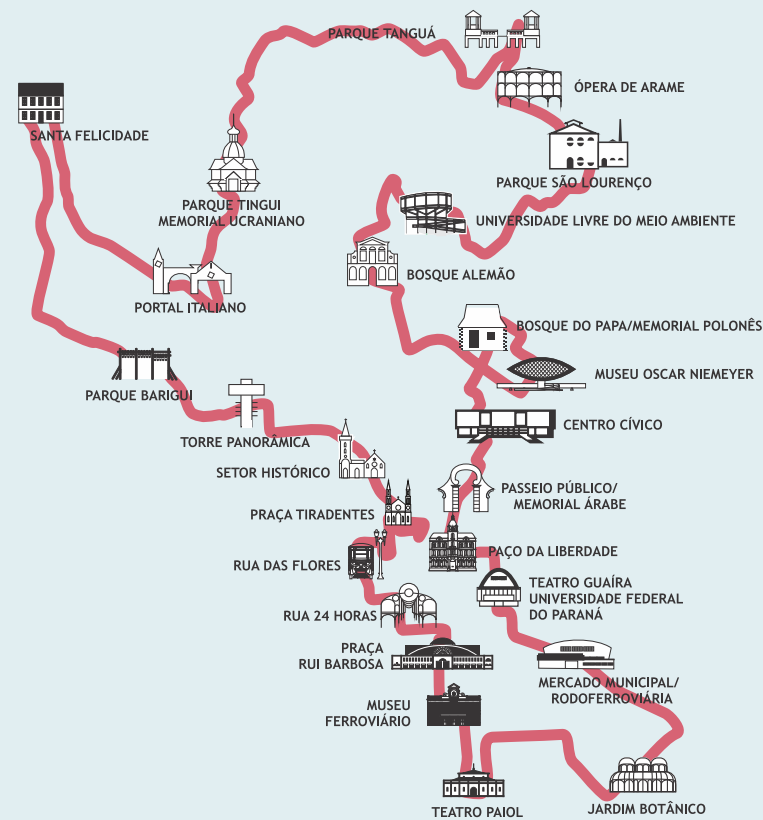 PARQUE TANGUÁ
ÓPERA DE ARAME
SANTA FELICIDADE
PARQUE SÃO LOURENÇO
PARQUE TINGUI
MEMORIAL UCRANIANO
UNIVERSIDADE LIVRE DO MEIO AMBIENTE
BOSQUE ALEMÃO
PORTAL ITALIANO
BOSQUE DO PAPA/MEMORIAL POLONÊS
MUSEU OSCAR NIEMEYER
PARQUE BARIGUI
CENTRO CÍVICO
TORRE PANORÂMICA
SETOR HISTÓRICO
PASSEIO PÚBLICO/
MEMORIAL ÁRABE
PRAÇA TIRADENTES
PAÇO DA LIBERDADE
RUA DAS FLORES
TEATRO GUAÍRA
UNIVERSIDADE FEDERAL
DO PARANÁ
RUA 24 HORAS
PRAÇA
RUI BARBOSA
MERCADO MUNICIPAL/
RODOFERROVIÁRIA
MUSEU
FERROVIÁRIO
TEATRO PAIOL
JARDIM BOTÂNICO